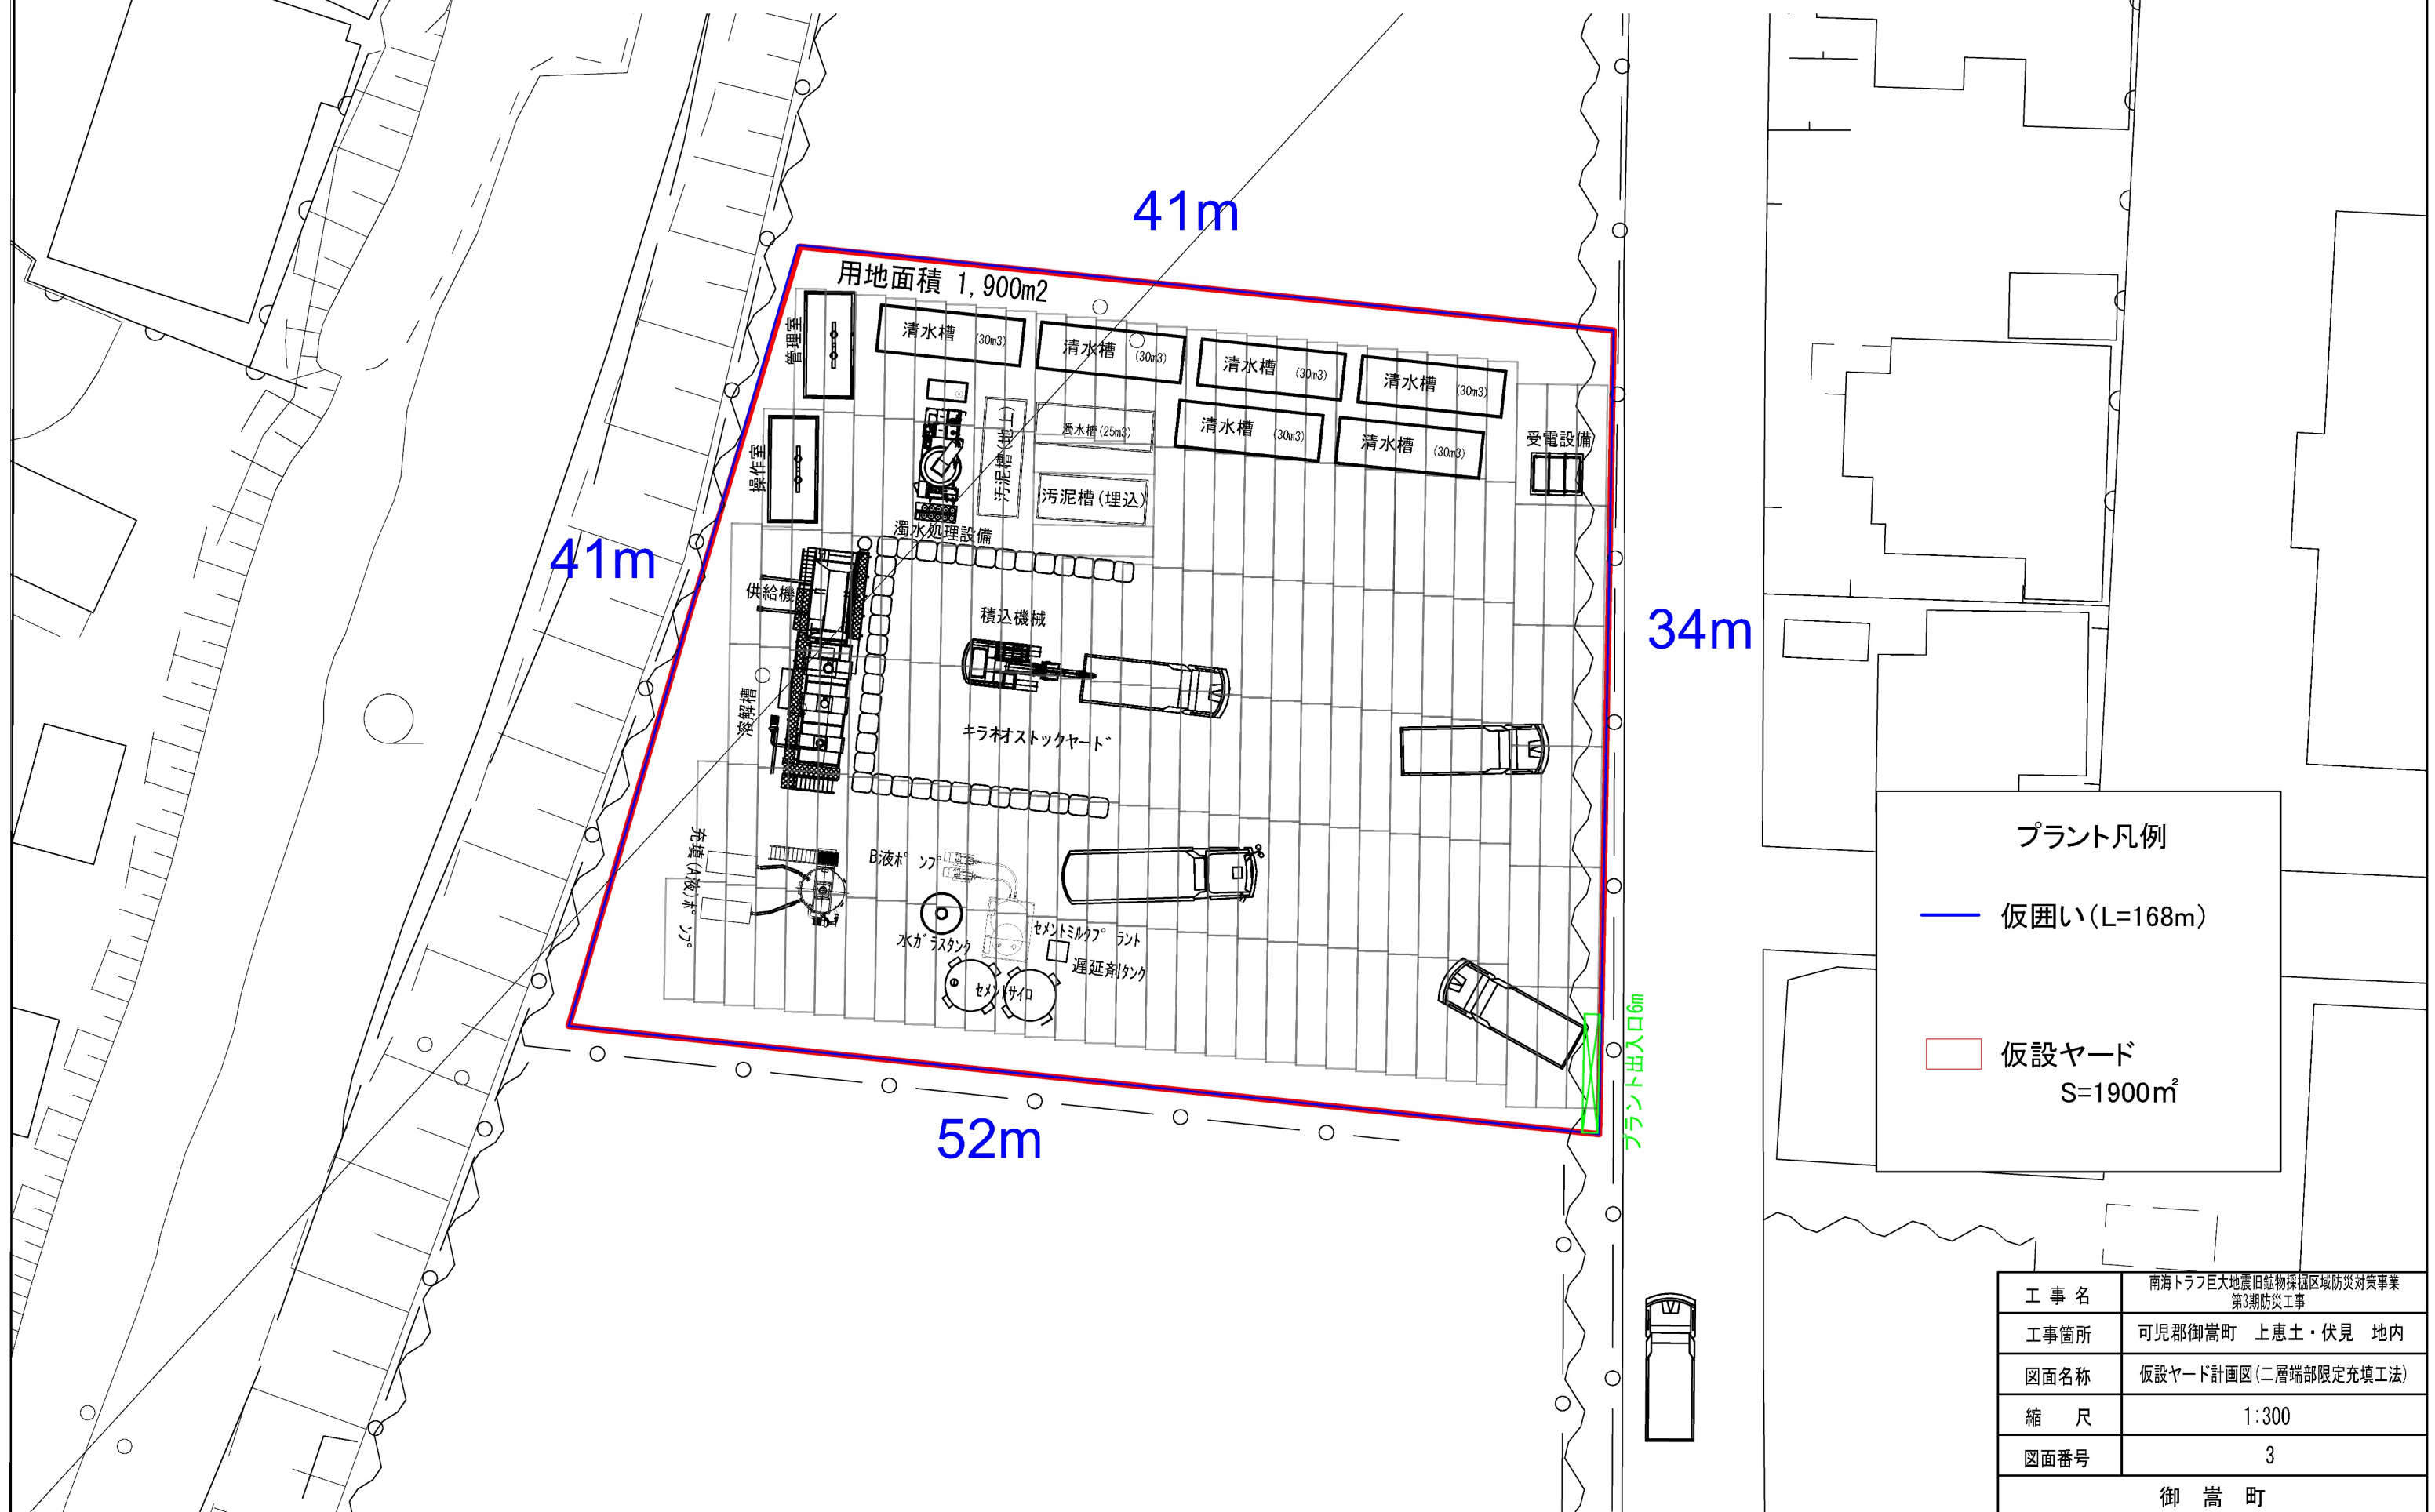 41m
用地面積 1,900m2
管理室
清水槽 (30m3)
清水槽 (30m3)
清水槽 (30m3)
清水槽 (30m3)
清水槽 (30m3)
清水槽 (30m3)
汚泥槽(地上)
濁水槽(25m3)
汚泥槽(埋込)
受電設備
操作室
濁水処理設備
41m
供給機
積込機械
34m
溶解槽
キラネオストックヤード
充填(A液)ポンプ
B液ポンプ
水ガラスタンク
セメントミルクプラント
遅延剤タンク
セメントサイロ
プラント出入口6m
52m
プラント凡例
仮囲い(L=168m)
仮設ヤード
S=1900㎡
工事名 南海トラフ巨大地震旧鉱物採掘区域防災対策事業
第3期防災工事
工事箇所 可児郡御嵩町 上恵土・伏見 地内
図面名称 仮設ヤード計画図(二層端部限定充填工法)
縮尺 1:300
図面番号 3
御嵩町